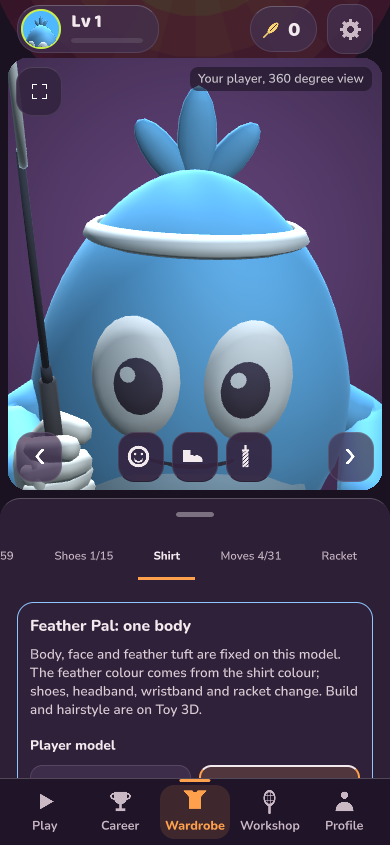 Lv 1
0
Your player, 360 degree view
59
Shoes 1/15
Shirt
Moves 4/31
Racket
Feather Pal: one body
Body, face and feather tuft are fixed on this model.
The feather colour comes from the shirt colour;
shoes, headband, wristband and racket change. Build
and hairstyle are on Toy 3D.
Player model
Play
Career
Wardrobe
Workshop
Profile